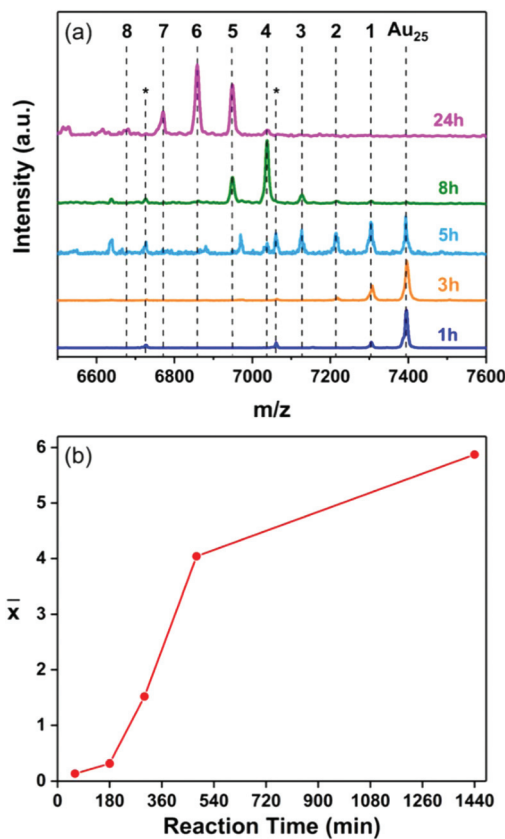 (a)
8 7 6 5 4 3 2 1 Au₂₅
* *
24h
8h
5h
3h
1h
Intensity (a.u.)
6600 6800 7000 7200 7400 7600
m/z
(b)
6
5
4
3
2
1
0
x̄
0 180 360 540 720 900 1080 1260 1440
Reaction Time (min)